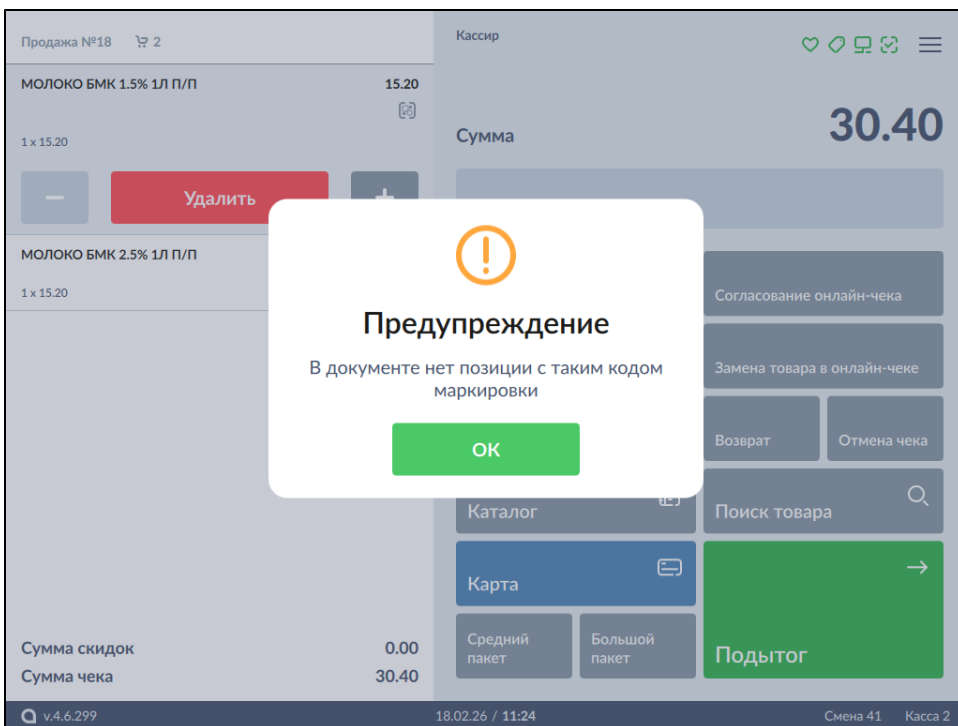 Продажа №18 2
Кассир
МОЛОКО БМК 1.5% 1Л П/П 15.20
1 x 15.20
Сумма 30.40
Удалить
МОЛОКО БМК 2.5% 1Л П/П
1 x 15.20
Предупреждение
В документе нет позиции с таким кодом
маркировки
ОК
Согласование онлайн-чека
Замена товара в онлайн-чеке
Возврат
Отмена чека
Каталог
Поиск товара
Карта
Средний
пакет
Большой
пакет
Подытог
Сумма скидок 0.00
Сумма чека 30.40
v.4.6.299
18.02.26 / 11:24
Смена 41 Касса 2